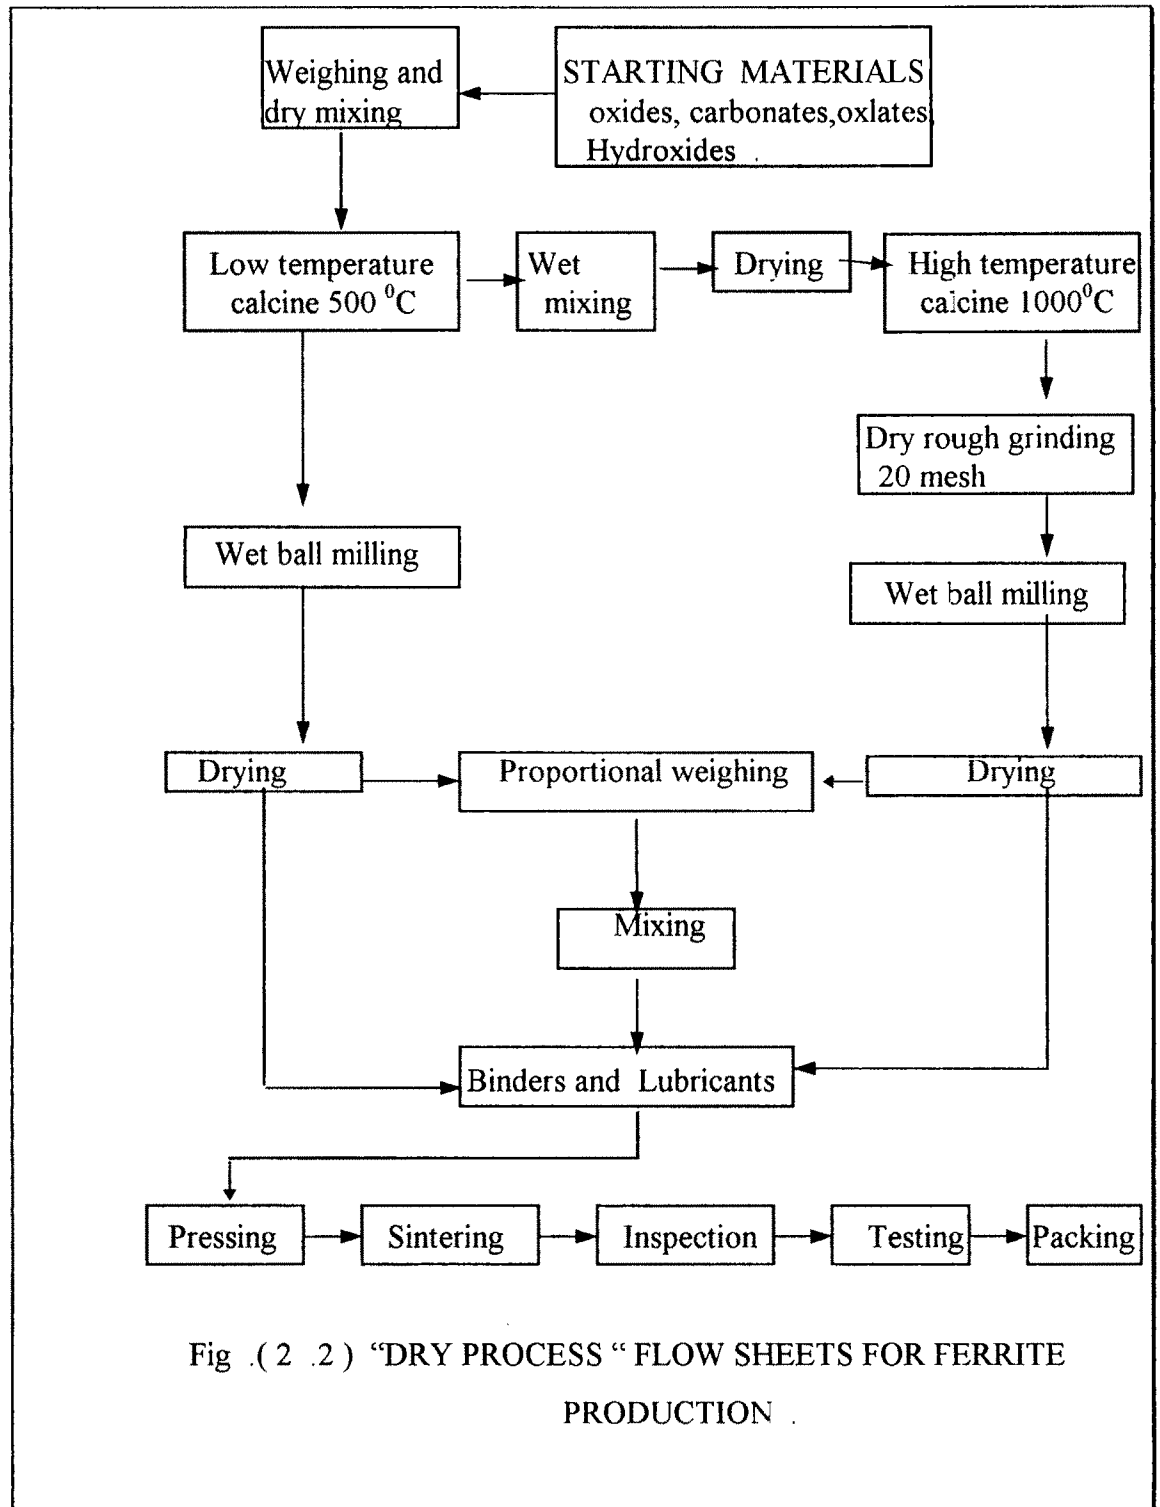 Weighing and
dry mixing
STARTING MATERIALS
oxides, carbonates,oxlates,
Hydroxides .
Low temperature
calcine 500 ⁰C
Wet
mixing
Drying
High temperature
calcine 1000⁰C
Dry rough grinding
20 mesh
Wet ball milling
Wet ball milling
Drying
Proportional weighing
Drying
Mixing
Binders and Lubricants
Pressing
Sintering
Inspection
Testing
Packing
Fig .( 2 .2 ) “DRY PROCESS “ FLOW SHEETS FOR FERRITE
PRODUCTION .